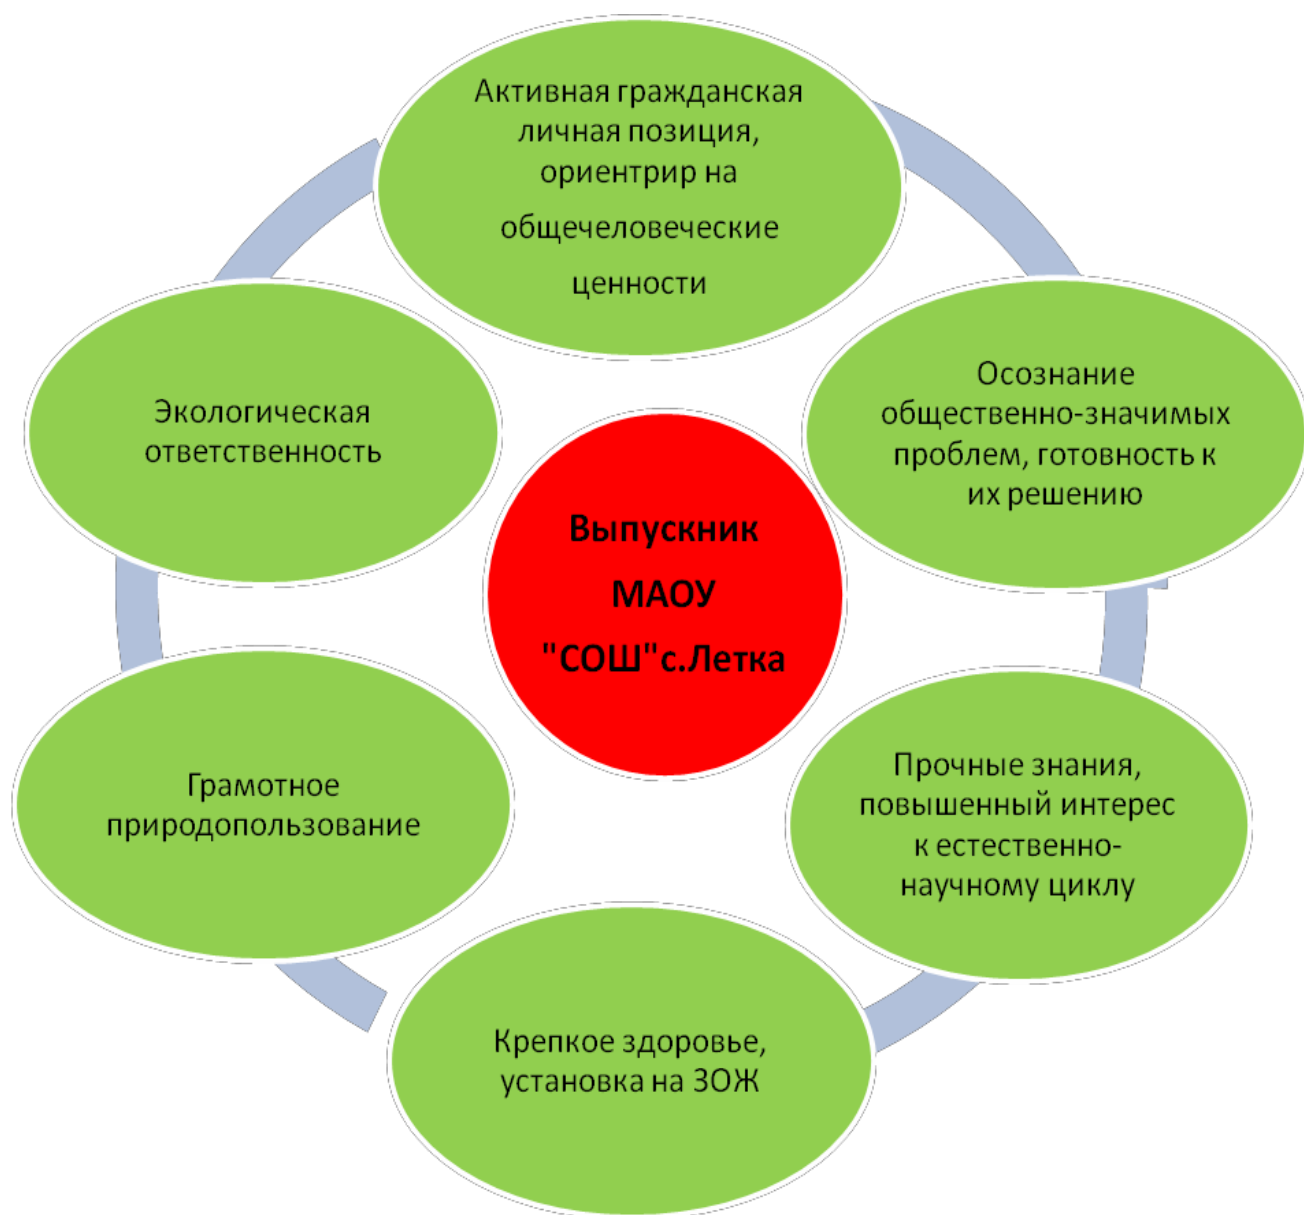 Активная гражданская
личная позиция,
ориентрир на
общечеловеческие
ценности
Осознание
общественно-значимых
проблем, готовность к
их решению
Прочные знания,
повышенный интерес
к естественно-
научному циклу
Крепкое здоровье,
установка на ЗОЖ
Грамотное
природопользование
Экологическая
ответственность
Выпускник
МАОУ
"СОШ"с.Летка